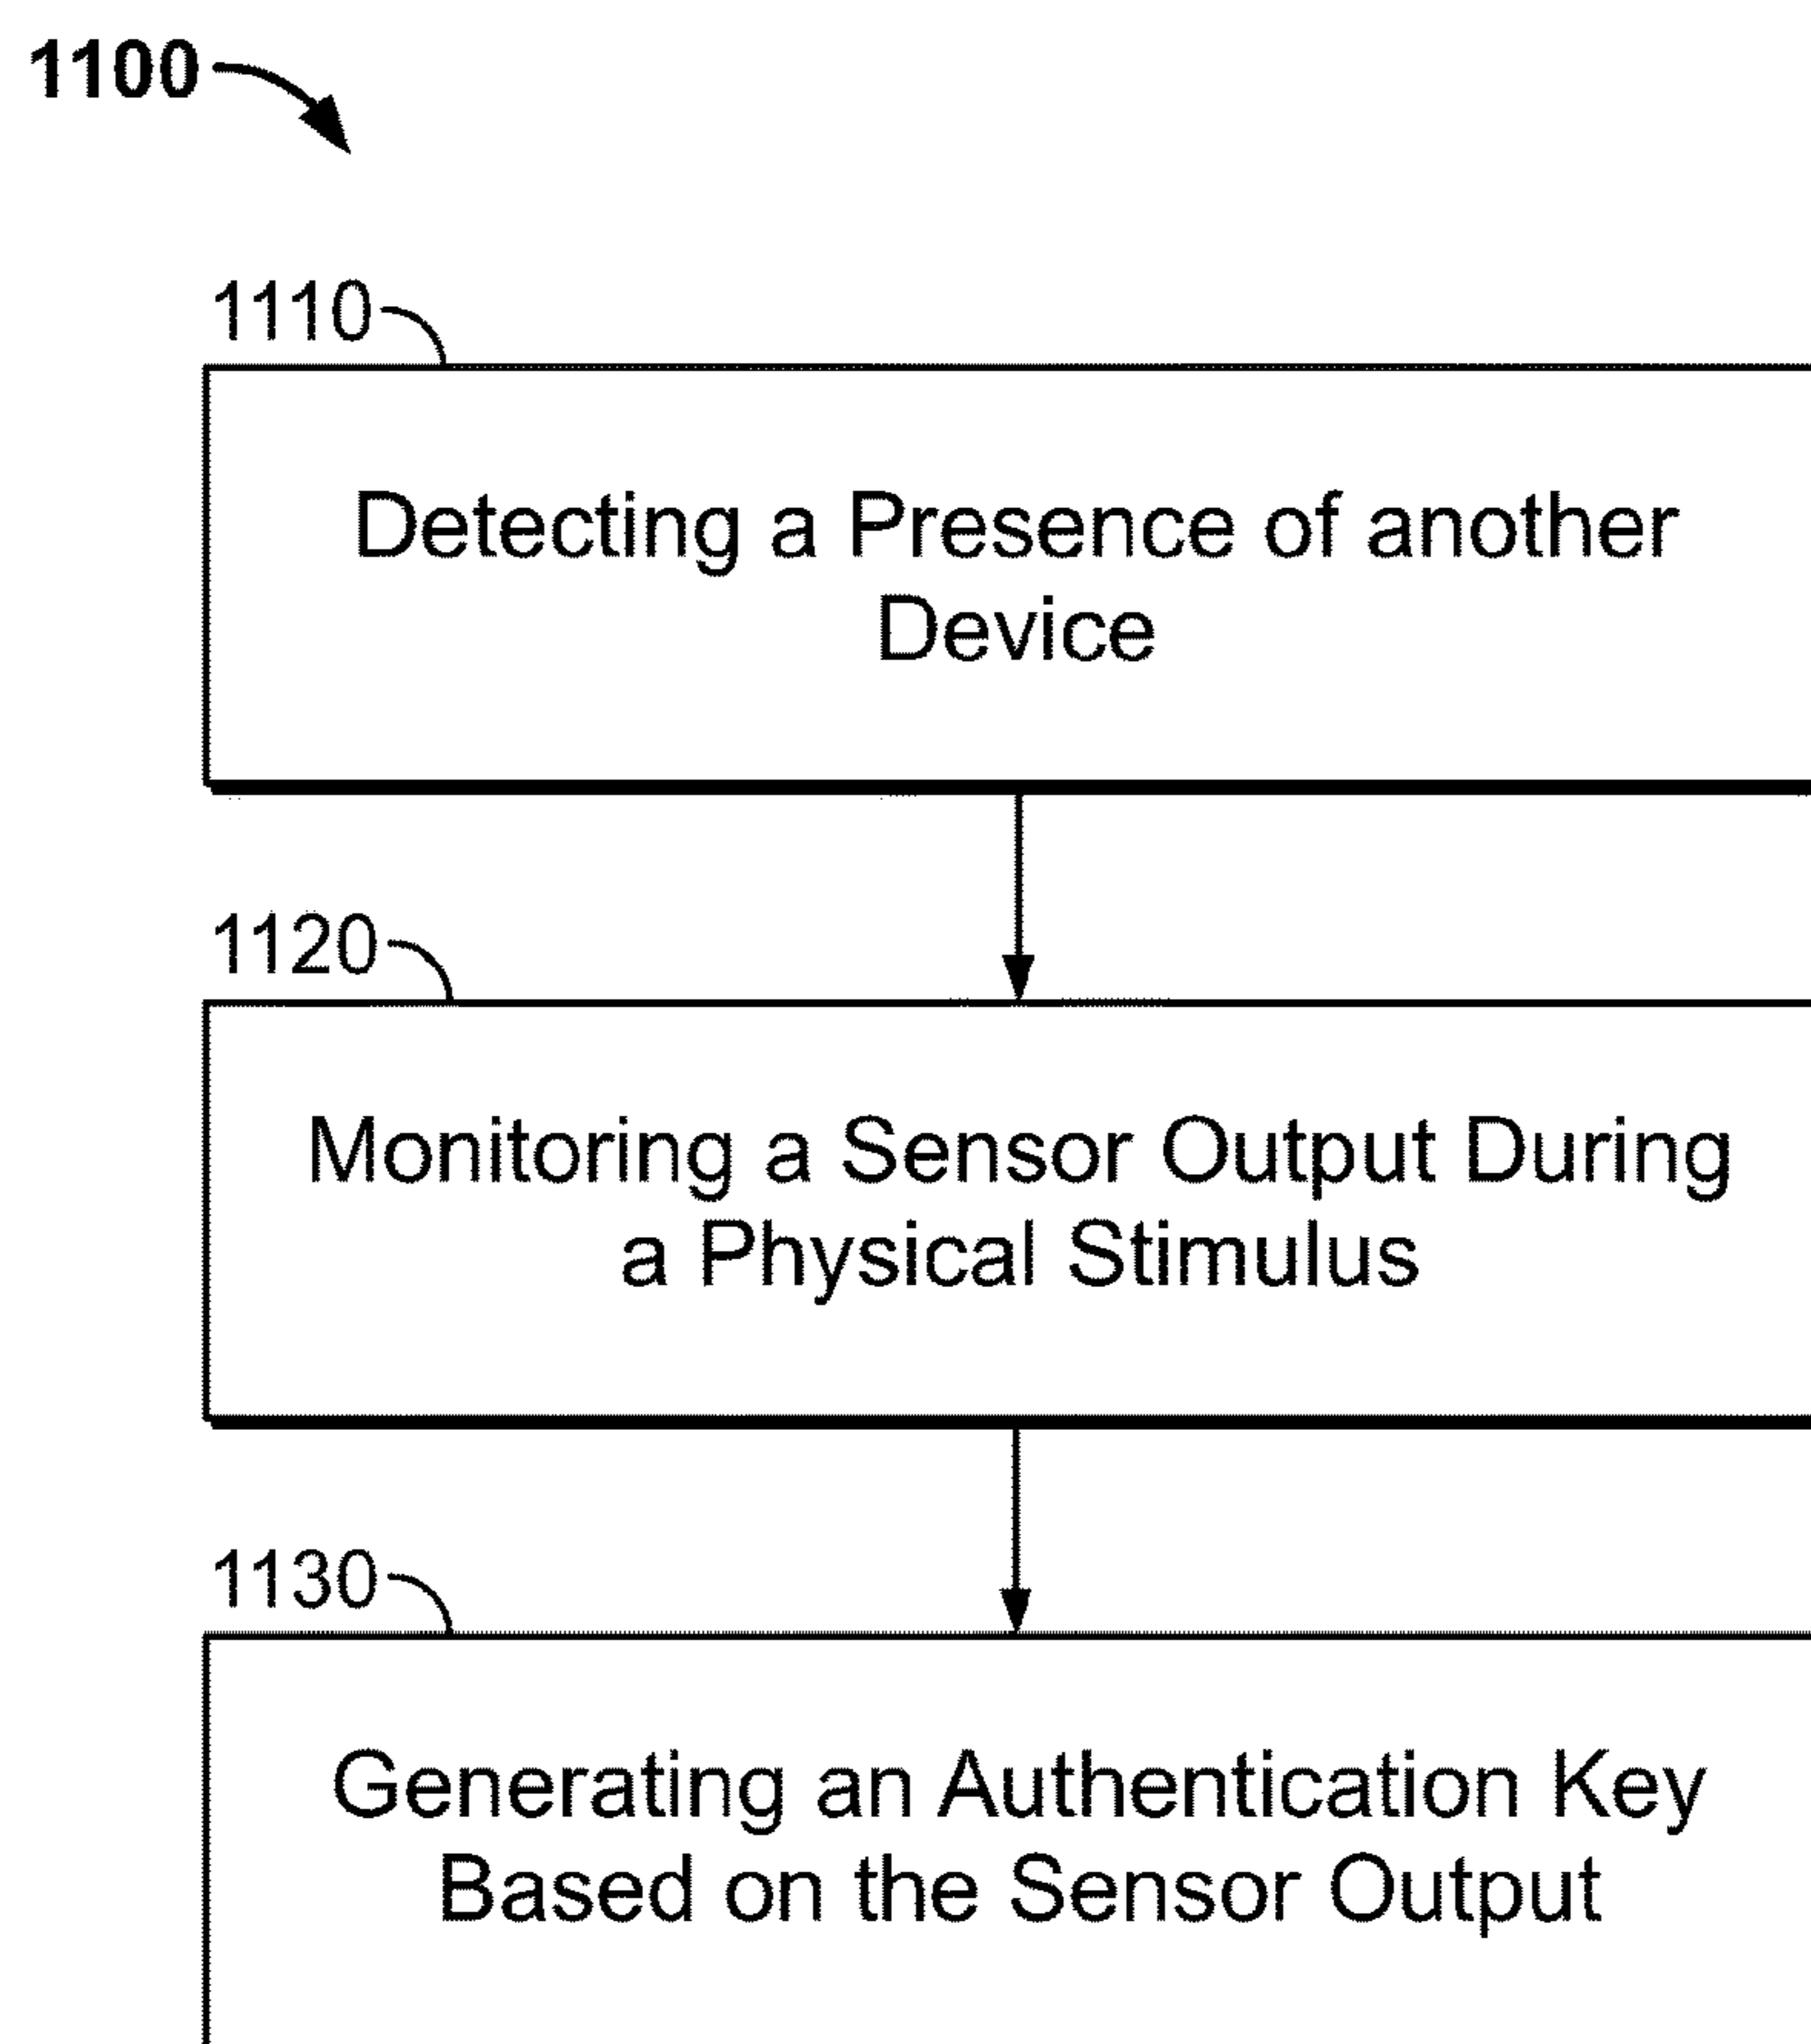 1100
1110
Detecting a Presence of another
Device
1120
Monitoring a Sensor Output During
a Physical Stimulus
1130
Generating an Authentication Key
Based on the Sensor Output